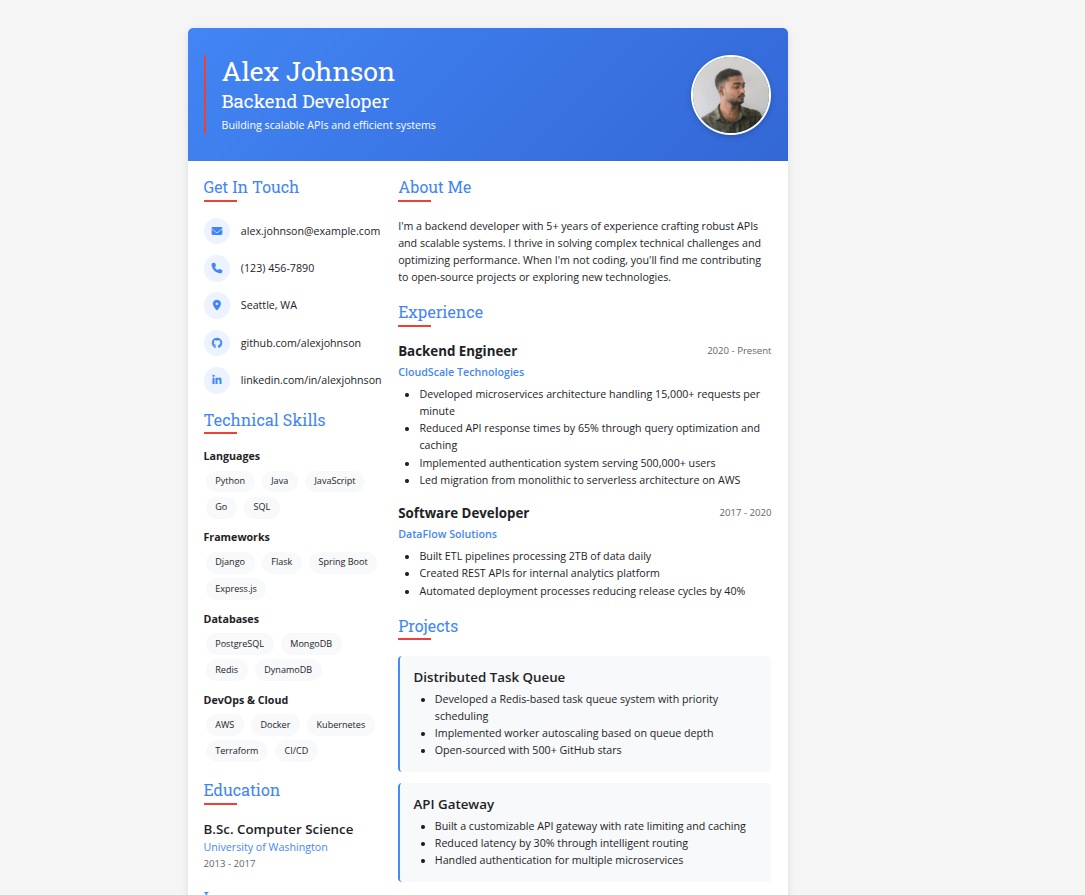 Alex Johnson
Backend Developer
Building scalable APIs and efficient systems
Get In Touch
alex.johnson@example.com
(123) 456-7890
Seattle, WA
github.com/alexjohnson
linkedin.com/in/alexjohnson
Technical Skills
Languages
Python Java JavaScript
Go SQL
Frameworks
Django Flask Spring Boot
Express.js
Databases
PostgreSQL MongoDB
Redis DynamoDB
DevOps & Cloud
AWS Docker Kubernetes
Terraform CI/CD
Education
B.Sc. Computer Science
University of Washington
2013 - 2017
About Me
I'm a backend developer with 5+ years of experience crafting robust APIs
and scalable systems. I thrive in solving complex technical challenges and
optimizing performance. When I'm not coding, you'll find me contributing
to open-source projects or exploring new technologies.
Experience
Backend Engineer 2020 - Present
CloudScale Technologies
• Developed microservices architecture handling 15,000+ requests per
minute
• Reduced API response times by 65% through query optimization and
caching
• Implemented authentication system serving 500,000+ users
• Led migration from monolithic to serverless architecture on AWS
Software Developer 2017 - 2020
DataFlow Solutions
• Built ETL pipelines processing 2TB of data daily
• Created REST APIs for internal analytics platform
• Automated deployment processes reducing release cycles by 40%
Projects
Distributed Task Queue
• Developed a Redis-based task queue system with priority
scheduling
• Implemented worker autoscaling based on queue depth
• Open-sourced with 500+ GitHub stars
API Gateway
• Built a customizable API gateway with rate limiting and caching
• Reduced latency by 30% through intelligent routing
• Handled authentication for multiple microservices